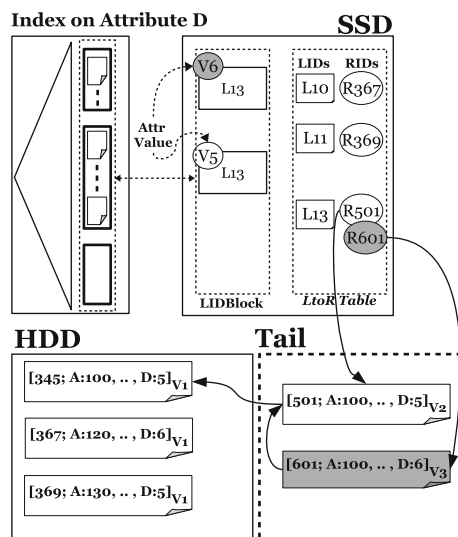 Index on Attribute D
SSD
V6
L13
Attr
Value
V5
L13
LIDBlock
LIDs RIDs
L10 R367
L11 R369
L13 R501
R601
LtoR Table
HDD
[345; A:100, .. , D:5]V1
[367; A:120, .. , D:6]V1
[369; A:130, .. , D:5]V1
Tail
[501; A:100, .. , D:5]V2
[601; A:100, .. , D:6]V3